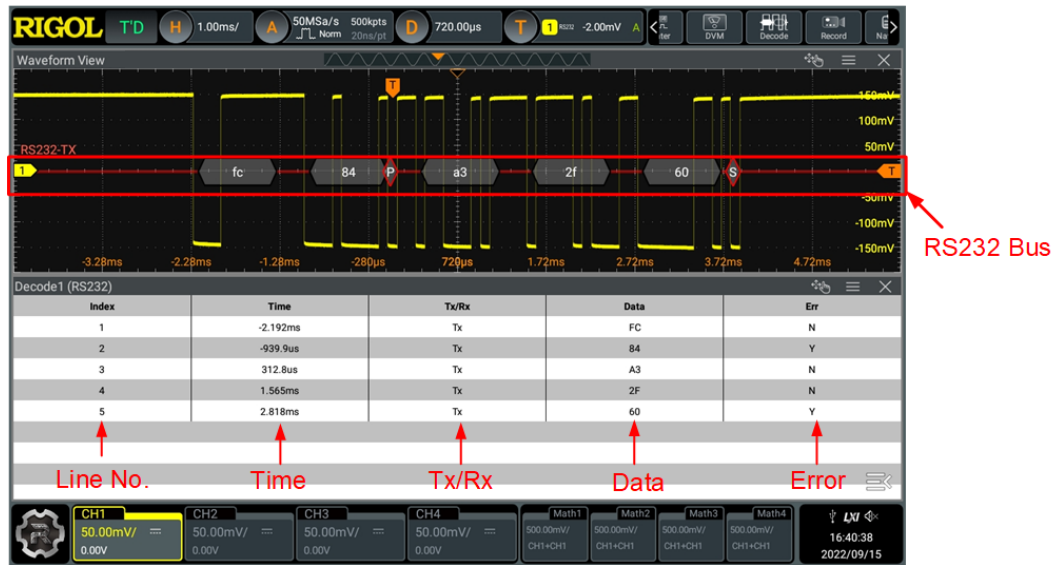 RIGOL T'D H 1.00ms/ A 50MSa/s 500kpts Norm 20ns/pt D 720.00μs T 1 RS232 -2.00mV A DVM Decode Record
Waveform View
T
150mV
100mV
RS232-TX 50mV
1 fc 84 P a3 2f 60 S T
-50mV
-100mV
-150mV
-3.28ms -2.28ms -1.28ms -280μs 720μs 1.72ms 2.72ms 3.72ms 4.72ms
RS232 Bus
Decode1 (RS232)
Index Time Tx/Rx Data Err
1 -2.192ms Tx FC N
2 -939.9us Tx 84 Y
3 312.8us Tx A3 N
4 1.565ms Tx 2F N
5 2.818ms Tx 60 Y
Line No. Time Tx/Rx Data Error
CH1 CH2 CH3 CH4 Math1 Math2 Math3 Math4
50.00mV/ 50.00mV/ 50.00mV/ 50.00mV/ 500.00mV/ 500.00mV/ 500.00mV/ 500.00mV/
0.00V 0.00V 0.00V 0.00V CH1+CH1 CH1+CH1 CH1+CH1 CH1+CH1
LXI
16:40:38
2022/09/15